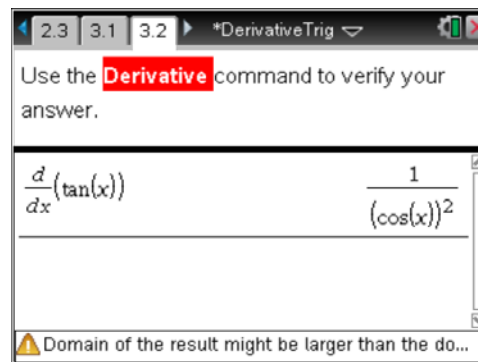 2.3 3.1 3.2 *DerivativeTrig
Use the Derivative command to verify your
answer.
d/dx(tan(x)) 1/(cos(x))²
Domain of the result might be larger than the do...